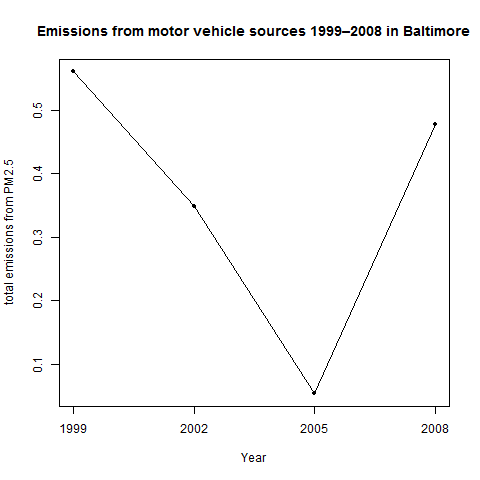 Emissions from motor vehicle sources 1999–2008 in Baltimore
total emissions from PM2.5
0.5
0.4
0.3
0.2
0.1
1999 2002 2005 2008
Year